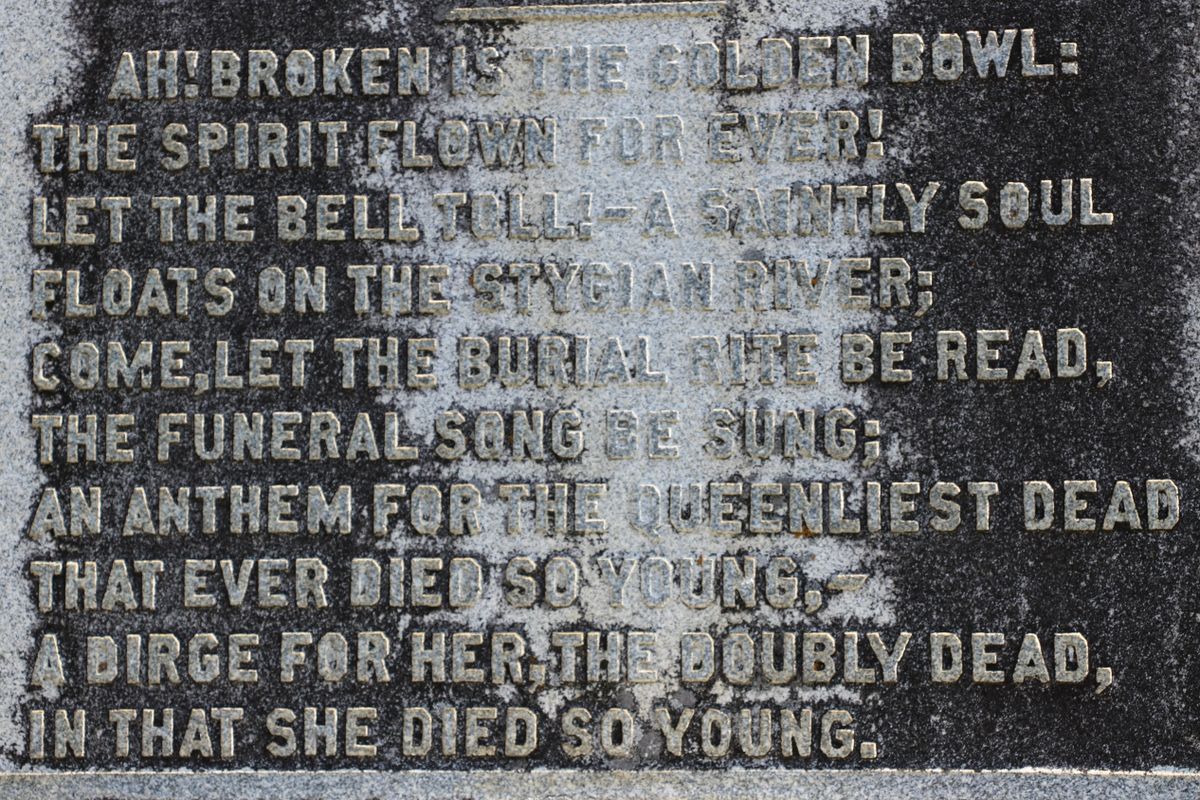 AH! BROKEN IS THE GOLDEN BOWL:
THE SPIRIT FLOWN FOR EVER!
LET THE BELL TOLL!—A SAINTLY SOUL
FLOATS ON THE STYGIAN RIVER;
COME, LET THE BURIAL RITE BE READ,
THE FUNERAL SONG BE SUNG;
AN ANTHEM FOR THE QUEENLIEST DEAD
THAT EVER DIED SO YOUNG,—
A DIRGE FOR HER, THE DOUBLY DEAD,
IN THAT SHE DIED SO YOUNG.